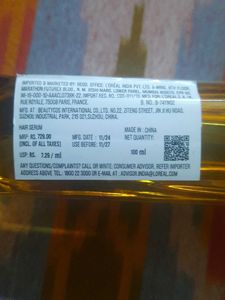 IMPORTED & MARKETED BY: REGD. OFFICE: L'ORÉAL INDIA PVT LTD, A-WING, 8TH FLOOR,
MARATHON FUTUREX BLDG., N. M. JOSHI MARG, LOWER PAREL, MUMBAI
RUE ROYALE, 75008 PARIS, FRANCE.
MFD. AT : BEAUTYCOS INTERNATIONAL CO.,LTD, NO.22, ZITENG STREET, JIN JI HU ROAD,
SUZHOU INDUSTRIAL PARK, 215 021,SUZHOU, CHINA.
HAIR SERUM
MADE IN : CHINA
MRP RS. 729.00
MFG DATE : 11/24
NET QUANTITY:
(INCL. OF ALL TAXES)
USE BEFORE : 11/27
100 ml
USP: RS. 7.29 / ml
ANY COMPLAINTS/QUERY CALL OR WRITE: CONSUMER ADVISOR, REFER IMPORTER
ADDRESS ABOVE. TEL: 1800 22 3000 OR E-MAIL AT : ADVISOR.INDIA@LOREAL.COM